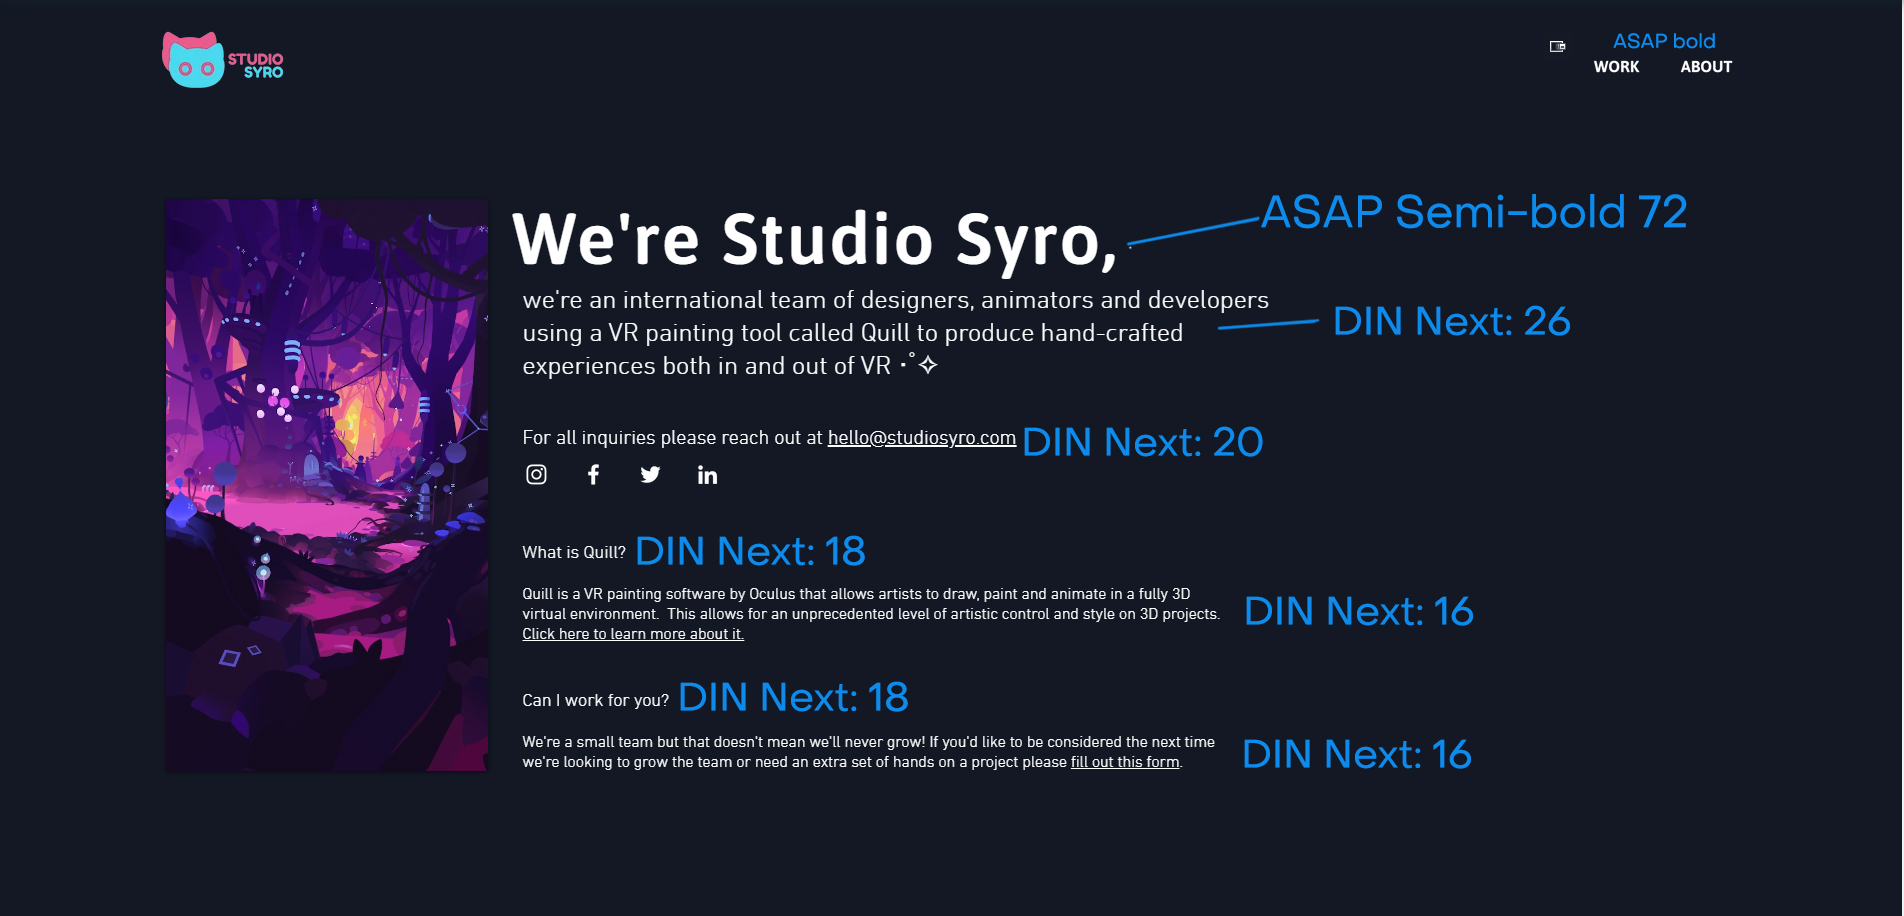 STUDIO
SYRO
ASAP bold
WORK ABOUT
We're Studio Syro,
ASAP Semi-bold 72
we're an international team of designers, animators and developers
using a VR painting tool called Quill to produce hand-crafted
experiences both in and out of VR ･ﾟ✧
DIN Next: 26
For all inquiries please reach out at hello@studiosyro.com DIN Next: 20
What is Quill? DIN Next: 18
Quill is a VR painting software by Oculus that allows artists to draw, paint and animate in a fully 3D
virtual environment. This allows for an unprecedented level of artistic control and style on 3D projects.
Click here to learn more about it.
DIN Next: 16
Can I work for you? DIN Next: 18
We're a small team but that doesn't mean we'll never grow! If you'd like to be considered the next time
we're looking to grow the team or need an extra set of hands on a project please fill out this form.
DIN Next: 16